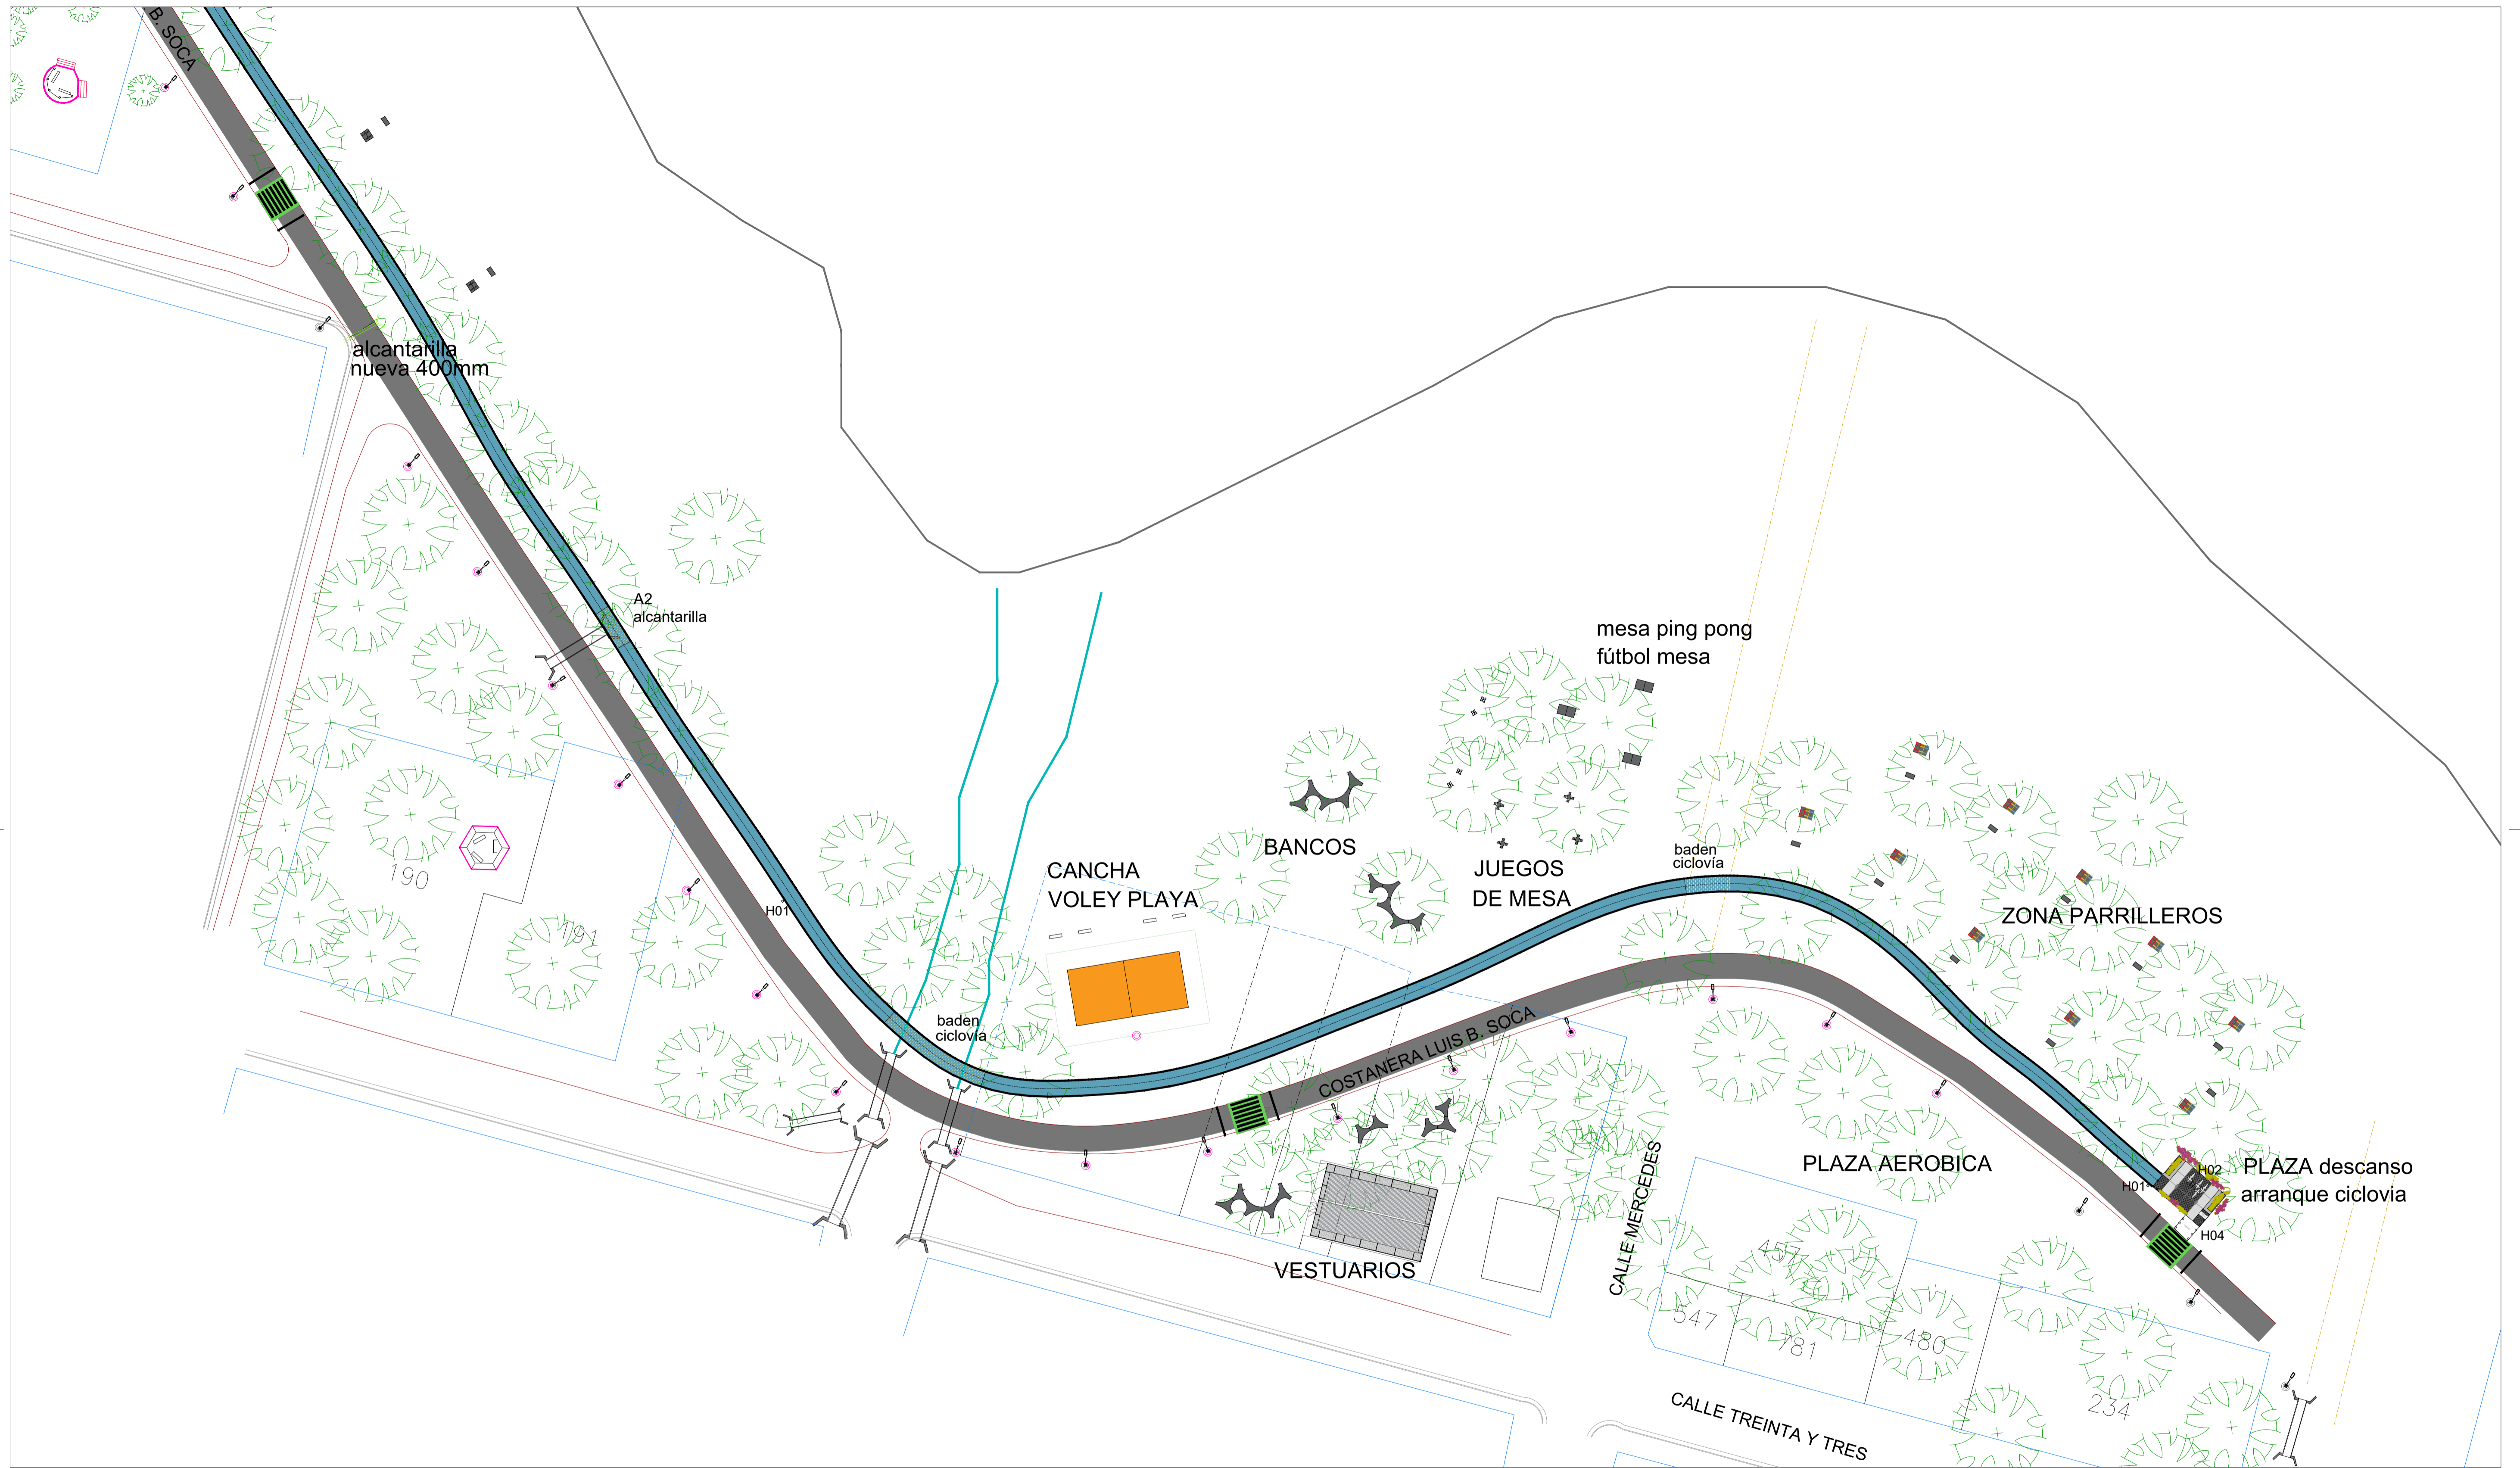 B. SOCA
alcantarilla
nueva 400mm
A2
alcantarilla
mesa ping pong
fútbol mesa
BANCOS
CANCHA
VOLEY PLAYA
JUEGOS
DE MESA
baden
ciclovía
ZONA PARRILLEROS
190
191
H01
baden
ciclovía
COSTANERA LUIS B. SOCA
CALLE MERCEDES
PLAZA AEROBICA
H02
H01
PLAZA descanso
arranque ciclovia
H04
VESTUARIOS
457
547
781
480
234
CALLE TREINTA Y TRES